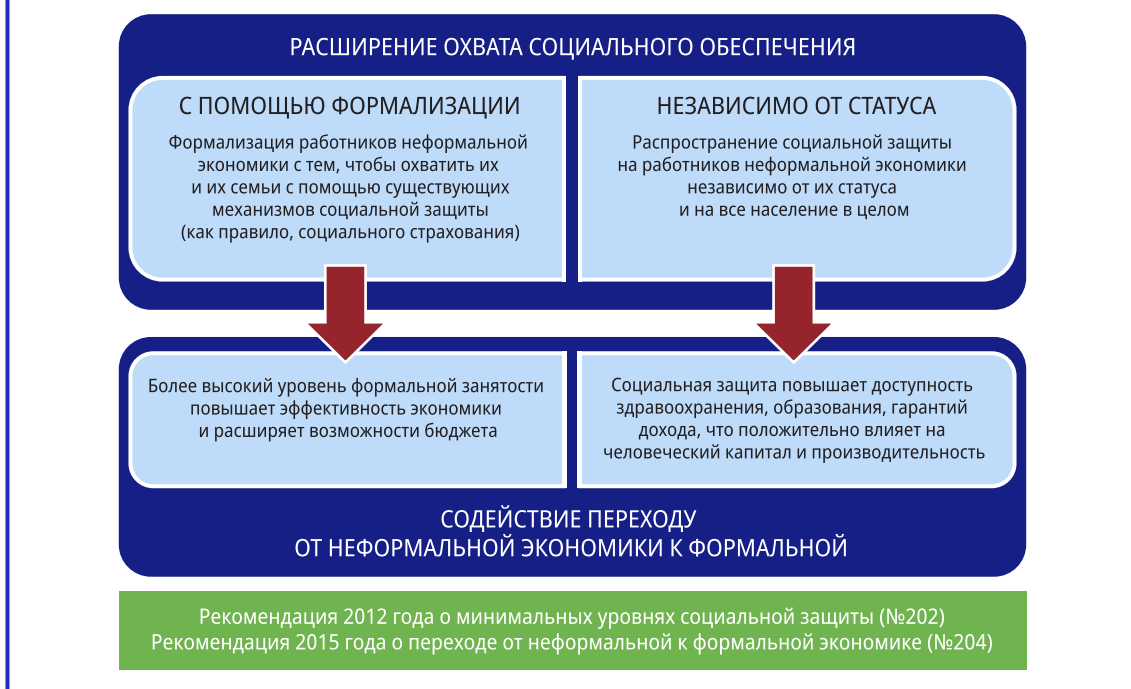 РАСШИРЕНИЕ ОХВАТА СОЦИАЛЬНОГО ОБЕСПЕЧЕНИЯ
С ПОМОЩЬЮ ФОРМАЛИЗАЦИИ
Формализация работников неформальной
экономики с тем, чтобы охватить их
и их семьи с помощью существующих
механизмов социальной защиты
(как правило, социального страхования)
НЕЗАВИСИМО ОТ СТАТУСА
Распространение социальной защиты
на работников неформальной экономики
независимо от их статуса
и на все население в целом
Более высокий уровень формальной занятости
повышает эффективность экономики
и расширяет возможности бюджета
Социальная защита повышает доступность
здравоохранения, образования, гарантий
дохода, что положительно влияет на
человеческий капитал и производительность
СОДЕЙСТВИЕ ПЕРЕХОДУ
ОТ НЕФОРМАЛЬНОЙ ЭКОНОМИКИ К ФОРМАЛЬНОЙ
Рекомендация 2012 года о минимальных уровнях социальной защиты (№202)
Рекомендация 2015 года о переходе от неформальной к формальной экономике (№204)